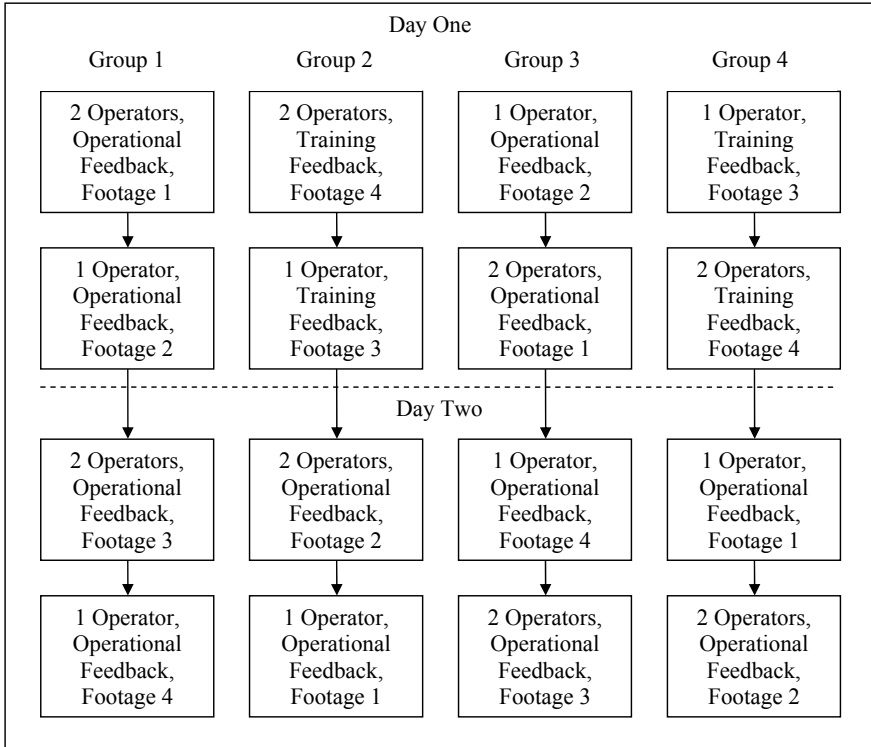 Day One
Group 1
Group 2
Group 3
Group 4
2 Operators,
Operational
Feedback,
Footage 1
2 Operators,
Training
Feedback,
Footage 4
1 Operator,
Operational
Feedback,
Footage 2
1 Operator,
Training
Feedback,
Footage 3
1 Operator,
Operational
Feedback,
Footage 2
1 Operator,
Training
Feedback,
Footage 3
2 Operators,
Operational
Feedback,
Footage 1
2 Operators,
Training
Feedback,
Footage 4
Day Two
2 Operators,
Operational
Feedback,
Footage 3
2 Operators,
Operational
Feedback,
Footage 2
1 Operator,
Operational
Feedback,
Footage 4
1 Operator,
Operational
Feedback,
Footage 1
1 Operator,
Operational
Feedback,
Footage 4
1 Operator,
Operational
Feedback,
Footage 1
2 Operators,
Operational
Feedback,
Footage 3
2 Operators,
Operational
Feedback,
Footage 2